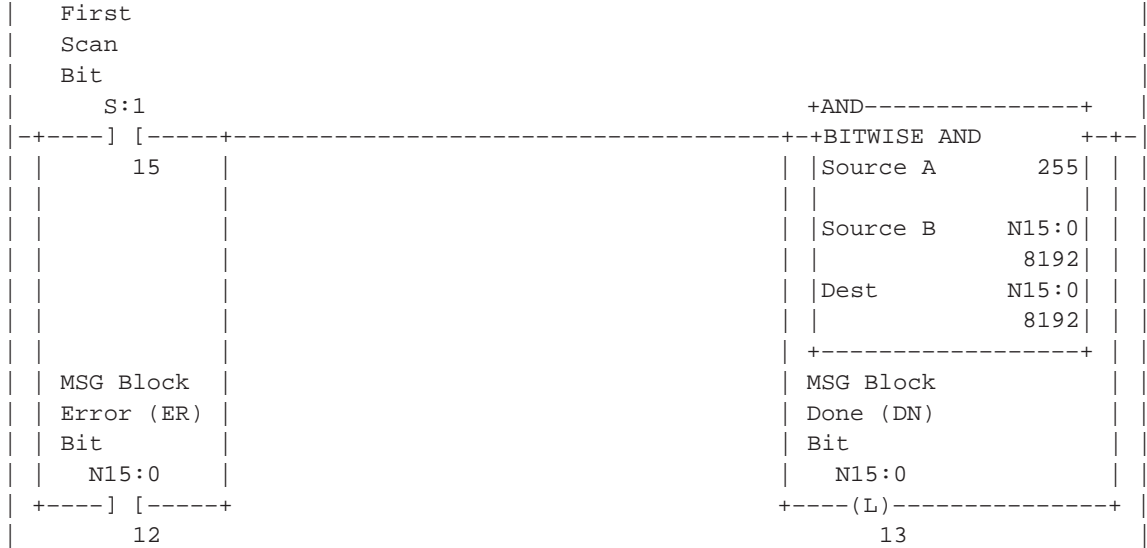 First
Scan
Bit
S:1
+AND---------------+
-+----] [-----+--------------------------------------+-+BITWISE AND +-+-
15
Source A 255
Source B N15:0
8192
Dest N15:0
8192
+------------------+
MSG Block MSG Block
Error (ER) Done (DN)
Bit Bit
N15:0 N15:0
+----] [-----+ +----(L)---------------+
12 13